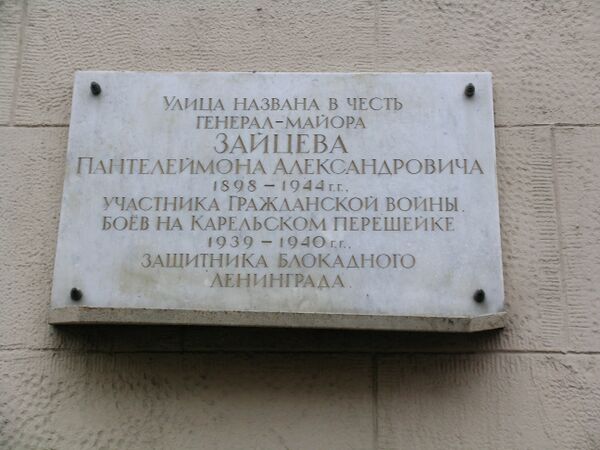 Улица названа в честь
генерал-майора
ЗАЙЦЕВА
Пантелеймона Александровича
1898 – 1944 г.г.,
участника Гражданской войны,
боёв на Карельском перешейке
1939 – 1940 г.г.,
защитника блокадного
Ленинграда.